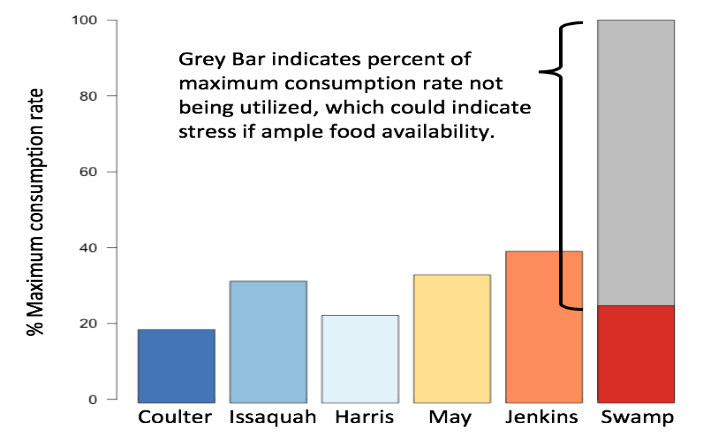 100
Grey Bar indicates percent of
maximum consumption rate not
being utilized, which could indicate
stress if ample food availability.
80
60
40
20
0
% Maximum consumption rate
Coulter Issaquah Harris May Jenkins Swamp